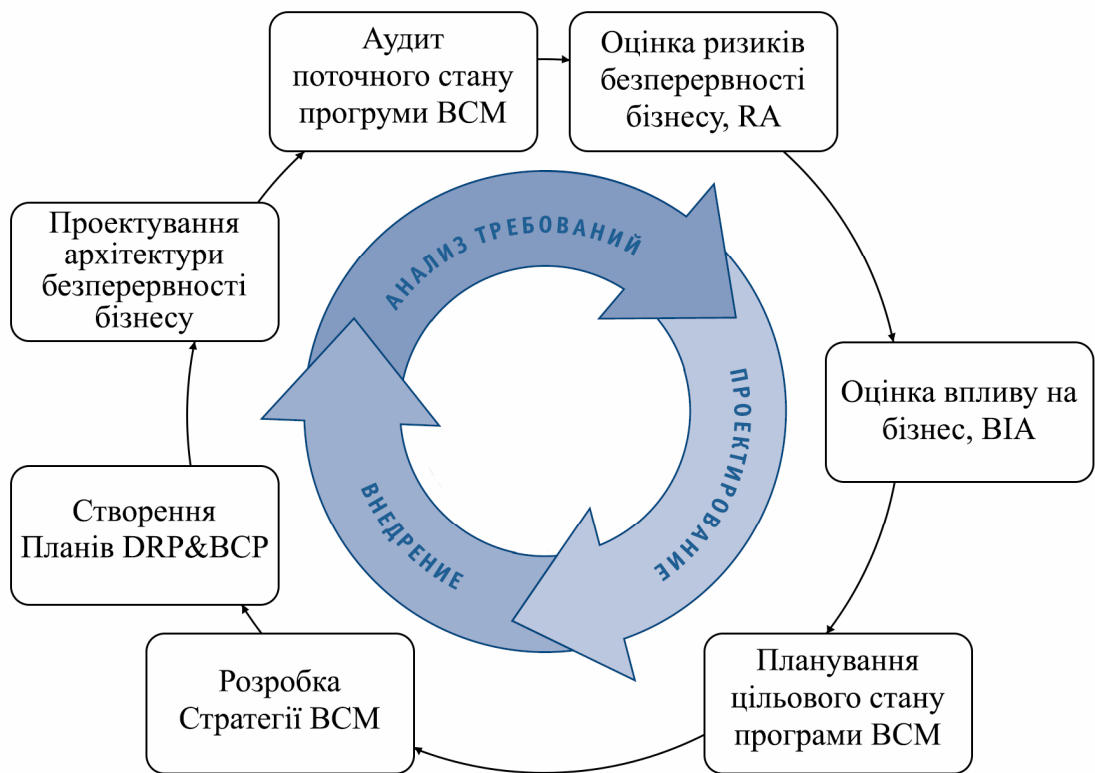 Аудит
поточного стану
прогруми BCM
Оцінка ризиків
безперервності
бізнесу, RA
Оцінка впливу на
бізнес, BIA
Планування
цільового стану
програми BCM
Розробка
Стратегії BCM
Створення
Планів DRP&BCP
Проектування
архітектури
безперервності
бізнесу
АНАЛИЗ ТРЕБОВАНИЙ
ПРОЕКТИРОВАНИЕ
ВНЕДРЕНИЕ